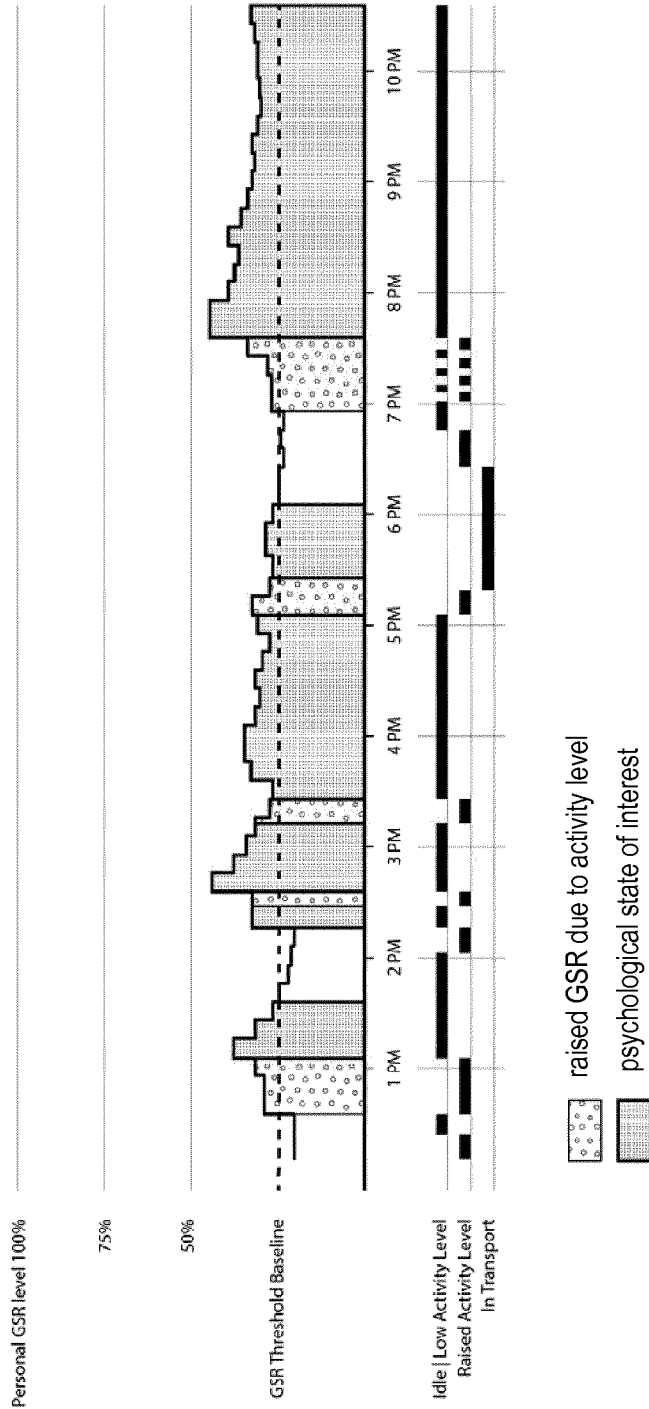 Personal GSR level 100%
75%
50%
GSR Threshold Baseline
1 PM
2 PM
3 PM
4 PM
5 PM
6 PM
7 PM
8 PM
9 PM
10 PM
Idle | Low Activity Level
Raised Activity Level
In Transport
raised GSR due to activity level
psychological state of interest